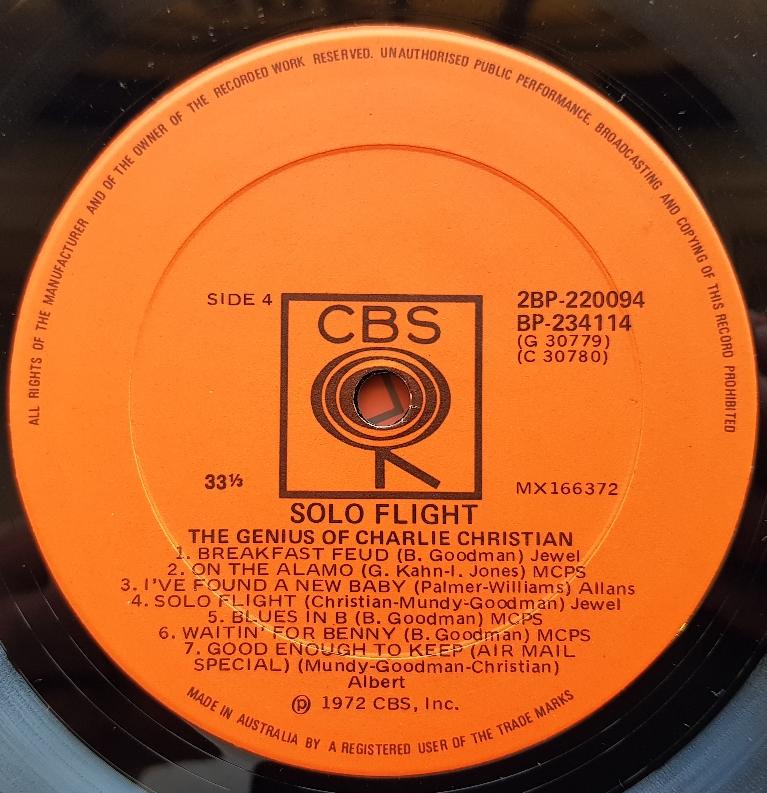 ALL RIGHTS OF THE MANUFACTURER AND OF THE OWNER OF THE RECORDED WORK RESERVED. UNAUTHORISED PUBLIC PERFORMANCE, BROADCASTING AND COPYING OF THIS RECORD PROHIBITED
SIDE 4
CBS
2BP-220094
BP-234114
(G 30779)
(C 30780)
33⅓
MX166372
SOLO FLIGHT
THE GENIUS OF CHARLIE CHRISTIAN
1. BREAKFAST FEUD (B. Goodman) Jewel
2. ON THE ALAMO (G. Kahn-I. Jones) MCPS
3. I'VE FOUND A NEW BABY (Palmer-Williams) Allans
4. SOLO FLIGHT (Christian-Mundy-Goodman) Jewel
5. BLUES IN B (B. Goodman) MCPS
6. WAITIN' FOR BENNY (B. Goodman) MCPS
7. GOOD ENOUGH TO KEEP (AIR MAIL
SPECIAL) (Mundy-Goodman-Christian)
Albert
℗ 1972 CBS, Inc.
MADE IN AUSTRALIA BY A REGISTERED USER OF THE TRADE MARKS